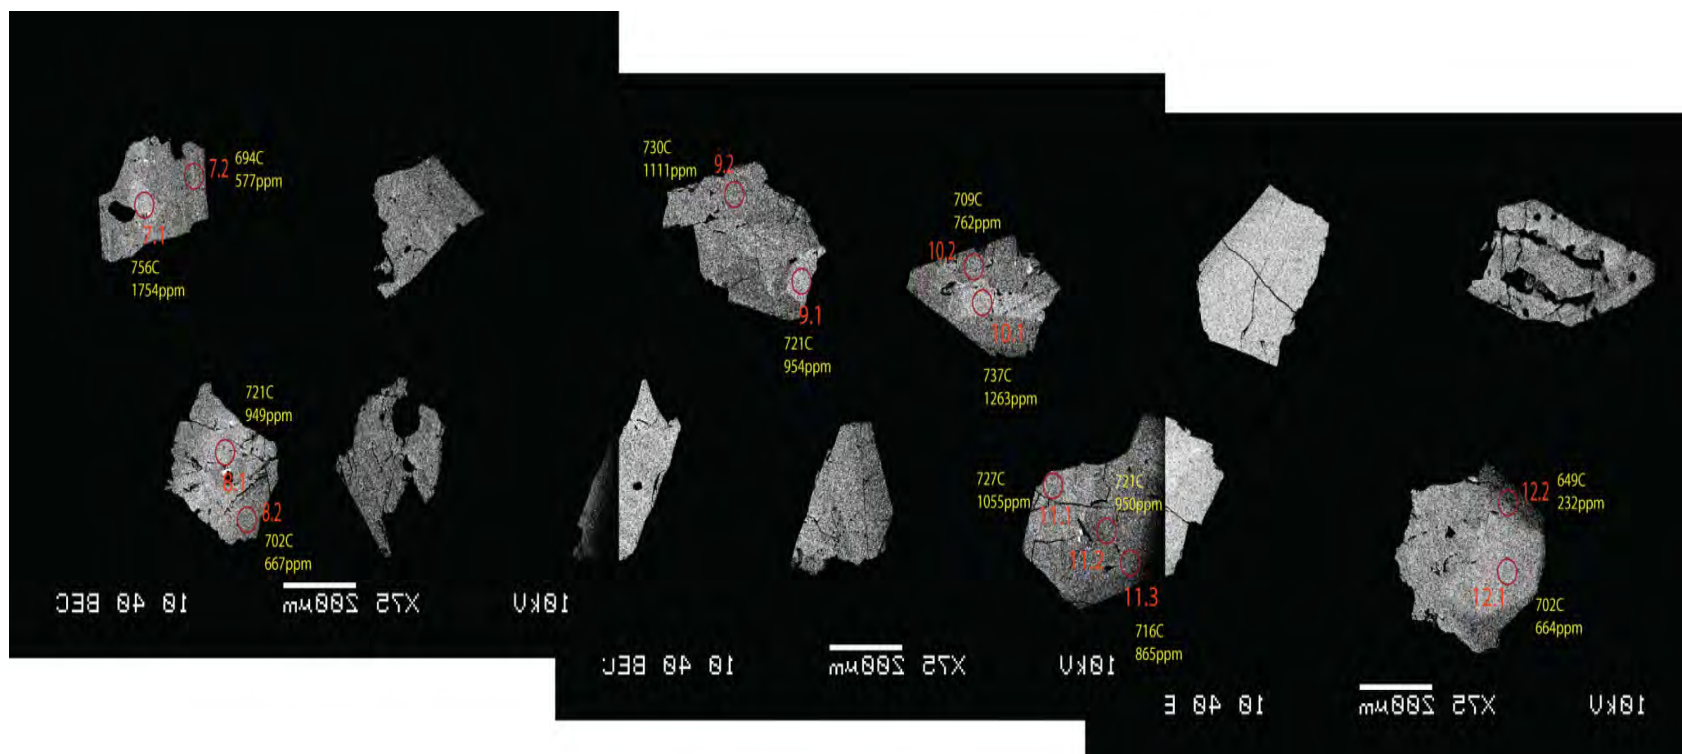 7.2
694C
577ppm
7.1
756C
1754ppm
721C
949ppm
8.1
8.2
702C
667ppm
10kV X75 200µm 10 40 BEC
730C
1111ppm
9.2
9.1
721C
954ppm
709C
762ppm
10.2
10.1
737C
1263ppm
727C
1055ppm
11.1
721C
950ppm
11.2
11.3
716C
865ppm
10kV X75 200µm 10 40 BEC
12.2
649C
232ppm
12.1
702C
664ppm
10kV X75 200µm 10 40 E